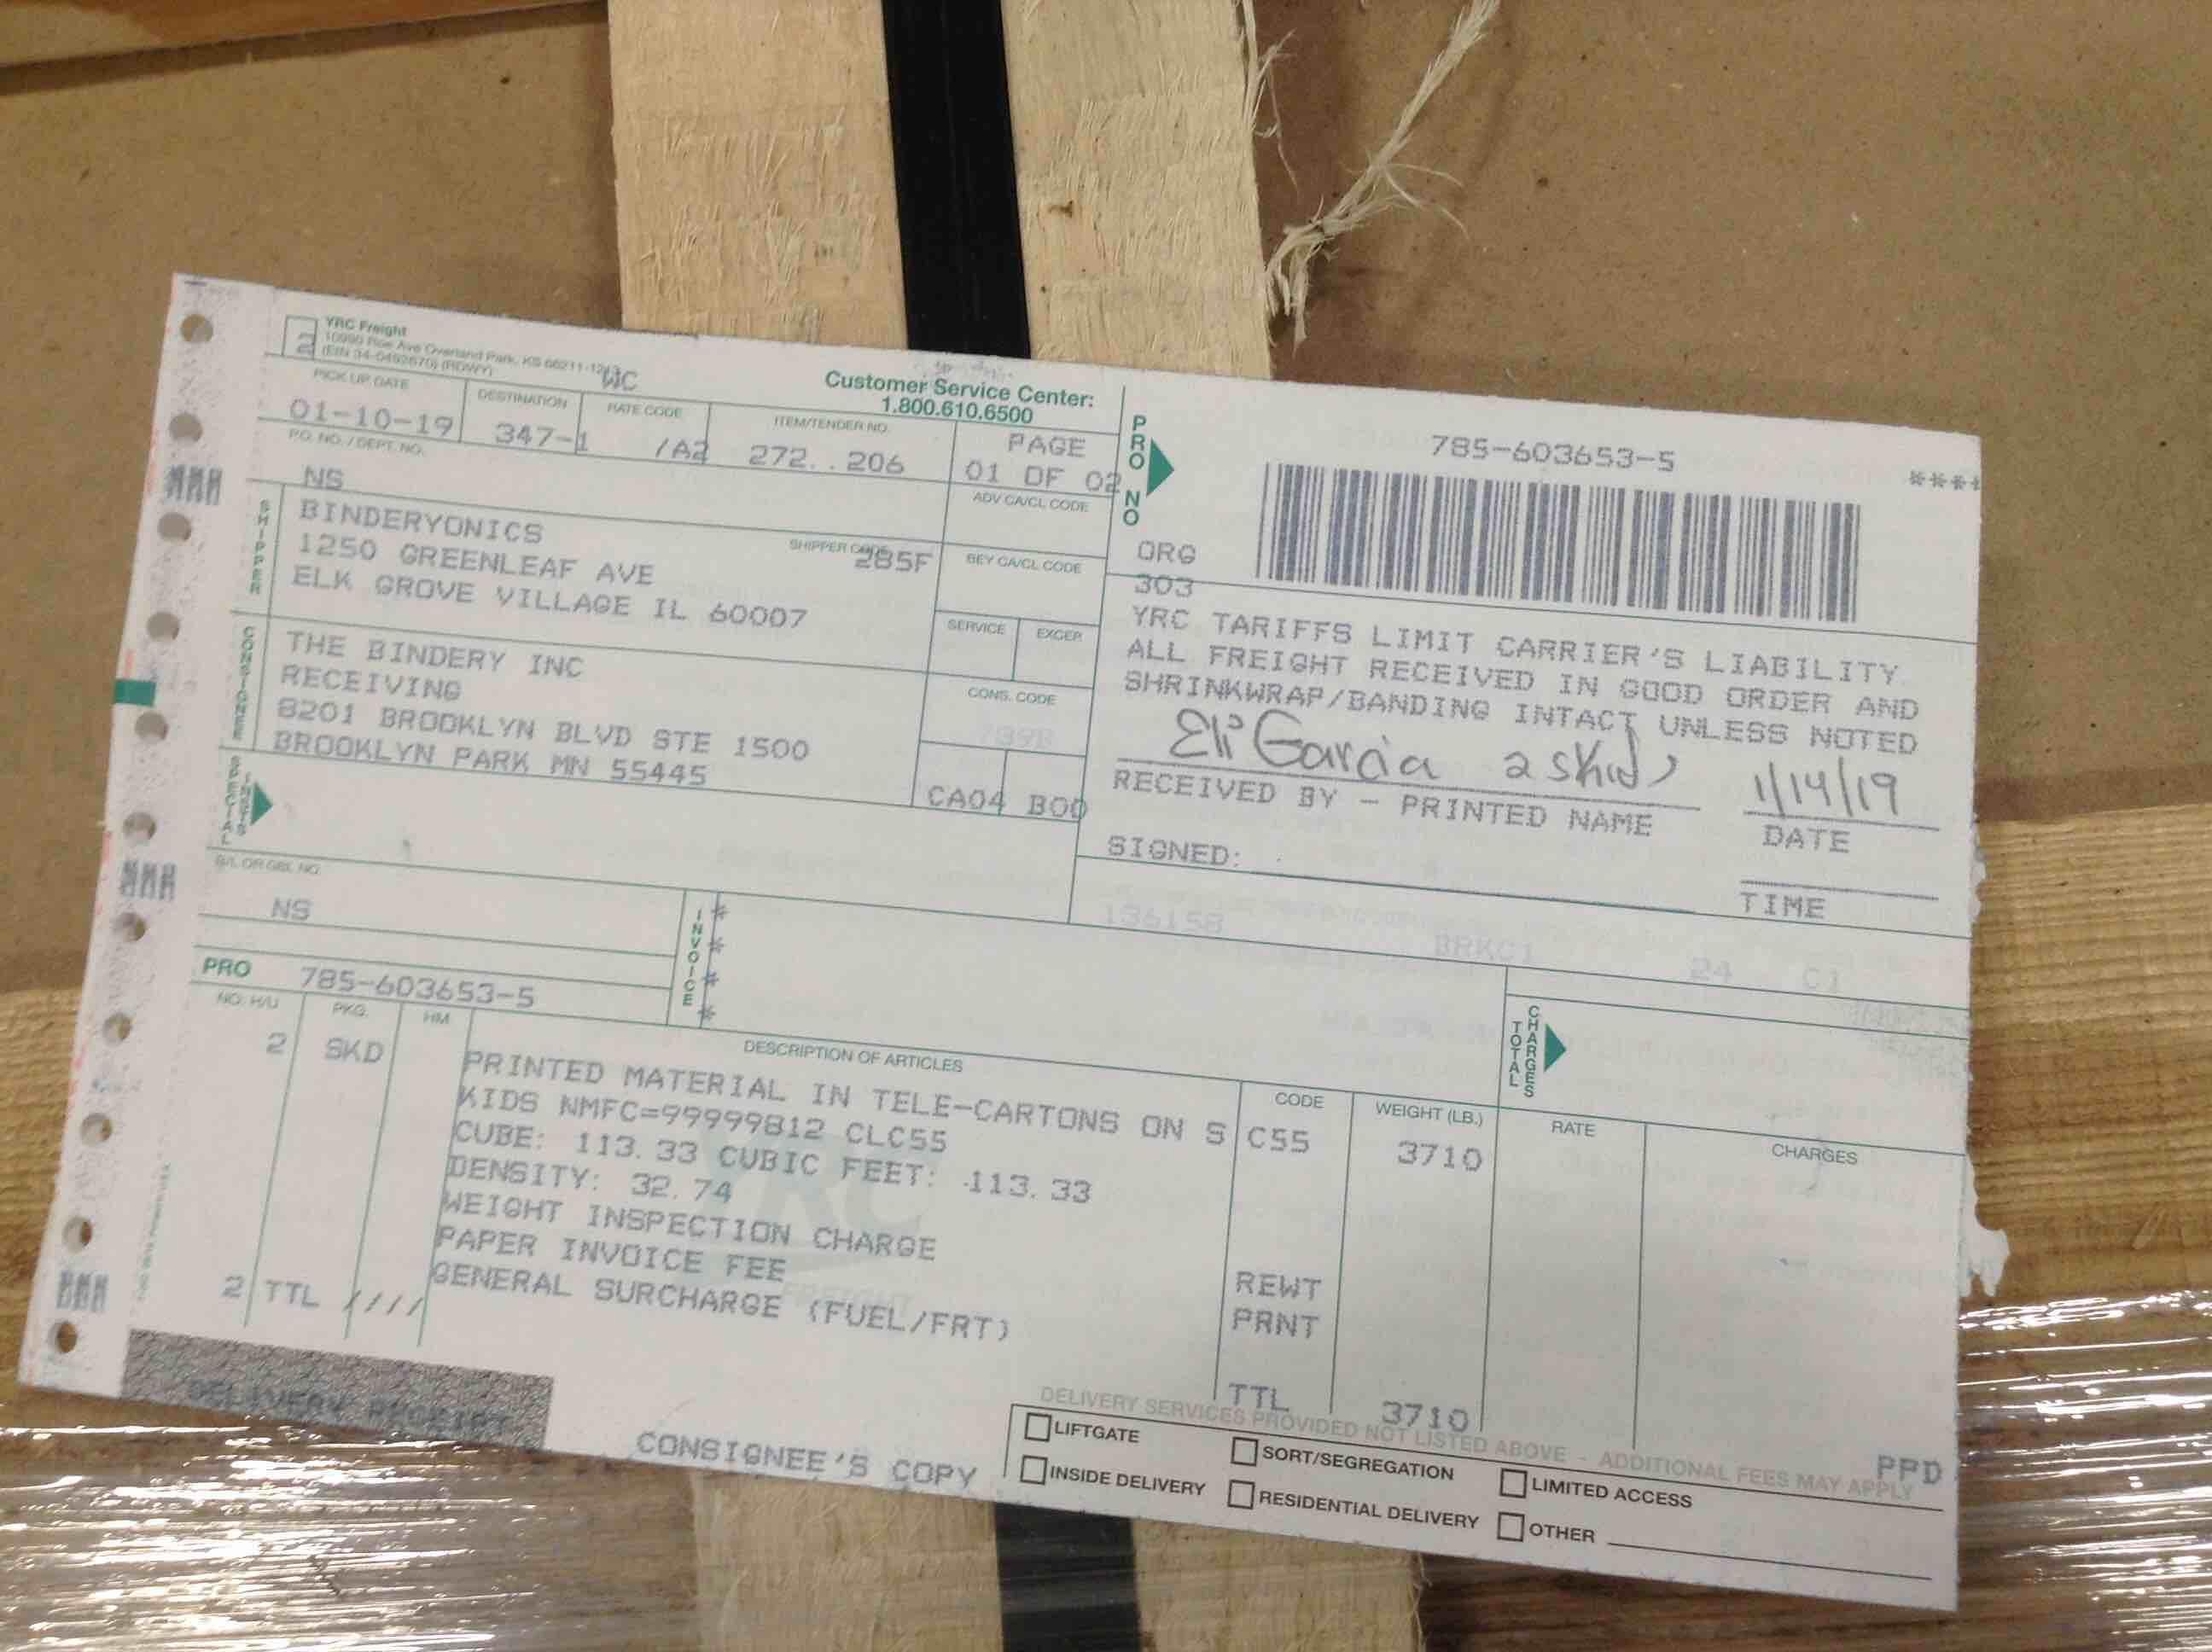 2
YRC Freight
10990 Roe Ave Overland Park, KS 66211-1213
(EIN 34-0492670) (RDWY)
WC
Customer Service Center:
1.800.610.6500
PICK UP DATE
01-10-19
DESTINATION
347-1
RATE CODE
/A2
ITEM/TENDER NO.
272. . 206
PAGE
01 OF 02
P.O. NO. / DEPT. NO.
NS
ADV CA/CL CODE
PRO NO
785-603653-5
****
ORG
303
SHIPPER
BINDERYONICS
1250 GREENLEAF AVE
ELK GROVE VILLAGE IL 60007
SHIPPER CODE
285F
BEY CA/CL CODE
SERVICE
EXCEP.
CONSIGNEE
THE BINDERY INC
RECEIVING
8201 BROOKLYN BLVD STE 1500
BROOKLYN PARK MN 55445
CONS. CODE
789B
CA04 B00
YRC TARIFFS LIMIT CARRIER'S LIABILITY.
ALL FREIGHT RECEIVED IN GOOD ORDER AND
SHRINKWRAP/BANDING INTACT UNLESS NOTED
Eli Garcia 2 skids
1/14/19
RECEIVED BY - PRINTED NAME
DATE
SIGNED:
TIME
SPECIAL INSTS
B/L OR GBL NO.
NS
136158
BRKC1
24
C1
INVOICE
****
PRO 785-603653-5
TOTAL CHARGES
NO. H/U
PKG.
HM
DESCRIPTION OF ARTICLES
CODE
WEIGHT (LB.)
RATE
CHARGES
2 SKD
PRINTED MATERIAL IN TELE-CARTONS ON S
C55
3710
KIDS NMFC=99999812 CLC55
CUBE: 113.33 CUBIC FEET: 113.33
DENSITY: 32.74
WEIGHT INSPECTION CHARGE
REWT
PAPER INVOICE FEE
PRNT
GENERAL SURCHARGE (FUEL/FRT)
2 TTL ////
TTL
3710
YRC
FREIGHT
DELIVERY RECEIPT
CONSIGNEE'S COPY
DELIVERY SERVICES PROVIDED NOT LISTED ABOVE - ADDITIONAL FEES MAY APPLY
PPD
LIFTGATE
SORT/SEGREGATION
LIMITED ACCESS
INSIDE DELIVERY
RESIDENTIAL DELIVERY
OTHER